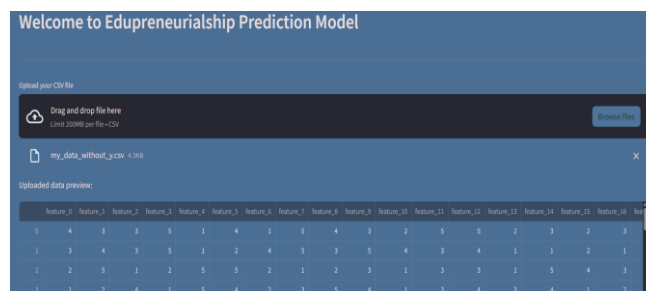 Welcome to Edupreneurialship Prediction Model
Upload your CSV file
Drag and drop file here
Limit 200MB per file • CSV
Browse files
my_data_without_y.csv 4.3KB
Uploaded data preview:
feature_0 feature_1 feature_2 feature_3 feature_4 feature_5 feature_6 feature_7 feature_8 feature_9 feature_10 feature_11 feature_12 feature_13 feature_14 feature_15 feature_16
0 4 3 3 5 1 4 1 5 4 3 2 5 5 2 3 2 3
1 3 4 3 5 1 2 4 5 3 5 4 3 4 1 1 2 1
2 2 5 1 2 5 5 2 1 2 3 1 3 3 1 5 4 3